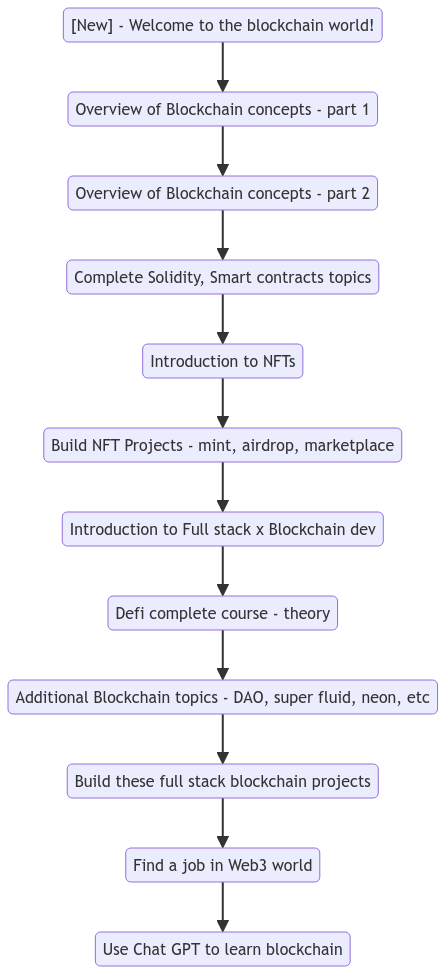 [New] - Welcome to the blockchain world!
Overview of Blockchain concepts - part 1
Overview of Blockchain concepts - part 2
Complete Solidity, Smart contracts topics
Introduction to NFTs
Build NFT Projects - mint, airdrop, marketplace
Introduction to Full stack x Blockchain dev
Defi complete course - theory
Additional Blockchain topics - DAO, super fluid, neon, etc
Build these full stack blockchain projects
Find a job in Web3 world
Use Chat GPT to learn blockchain